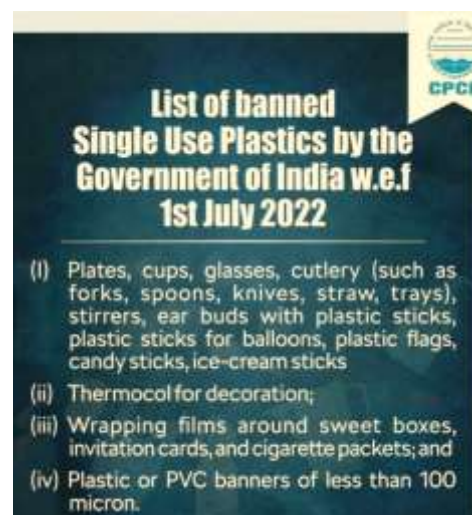 CPCB
List of banned
Single Use Plastics by the
Government of India w.e.f
1st July 2022
(i) Plates, cups, glasses, cutlery (such as
forks, spoons, knives, straw, trays),
stirrers, ear buds with plastic sticks,
plastic sticks for balloons, plastic flags,
candy sticks, ice-cream sticks
(ii) Thermocol for decoration;
(iii) Wrapping films around sweet boxes,
invitation cards, and cigarette packets; and
(iv) Plastic or PVC banners of less than 100
micron.